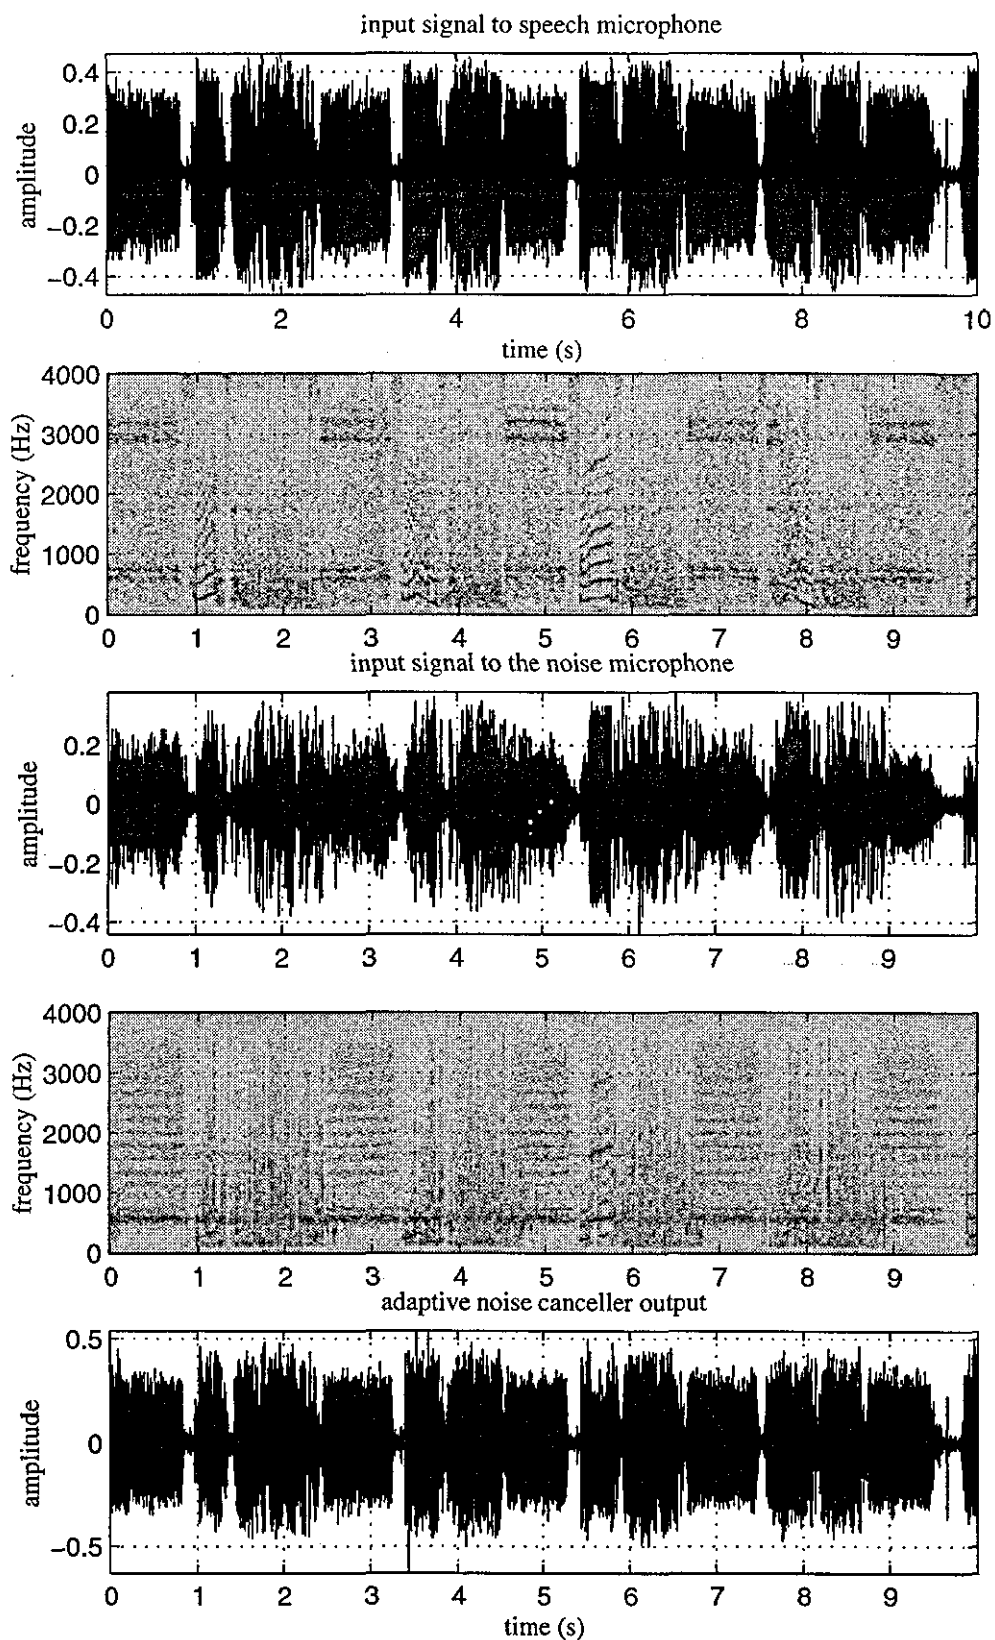 input signal to speech microphone
amplitude
0.4
0.2
0
−0.2
−0.4
0 2 4 6 8 10
time (s)
frequency (Hz)
4000
3000
2000
1000
0
0 1 2 3 4 5 6 7 8 9
input signal to the noise microphone
amplitude
0.2
0
−0.2
−0.4
0 1 2 3 4 5 6 7 8 9
frequency (Hz)
4000
3000
2000
1000
0
0 1 2 3 4 5 6 7 8 9
adaptive noise canceller output
amplitude
0.5
0
−0.5
0 1 2 3 4 5 6 7 8 9
time (s)